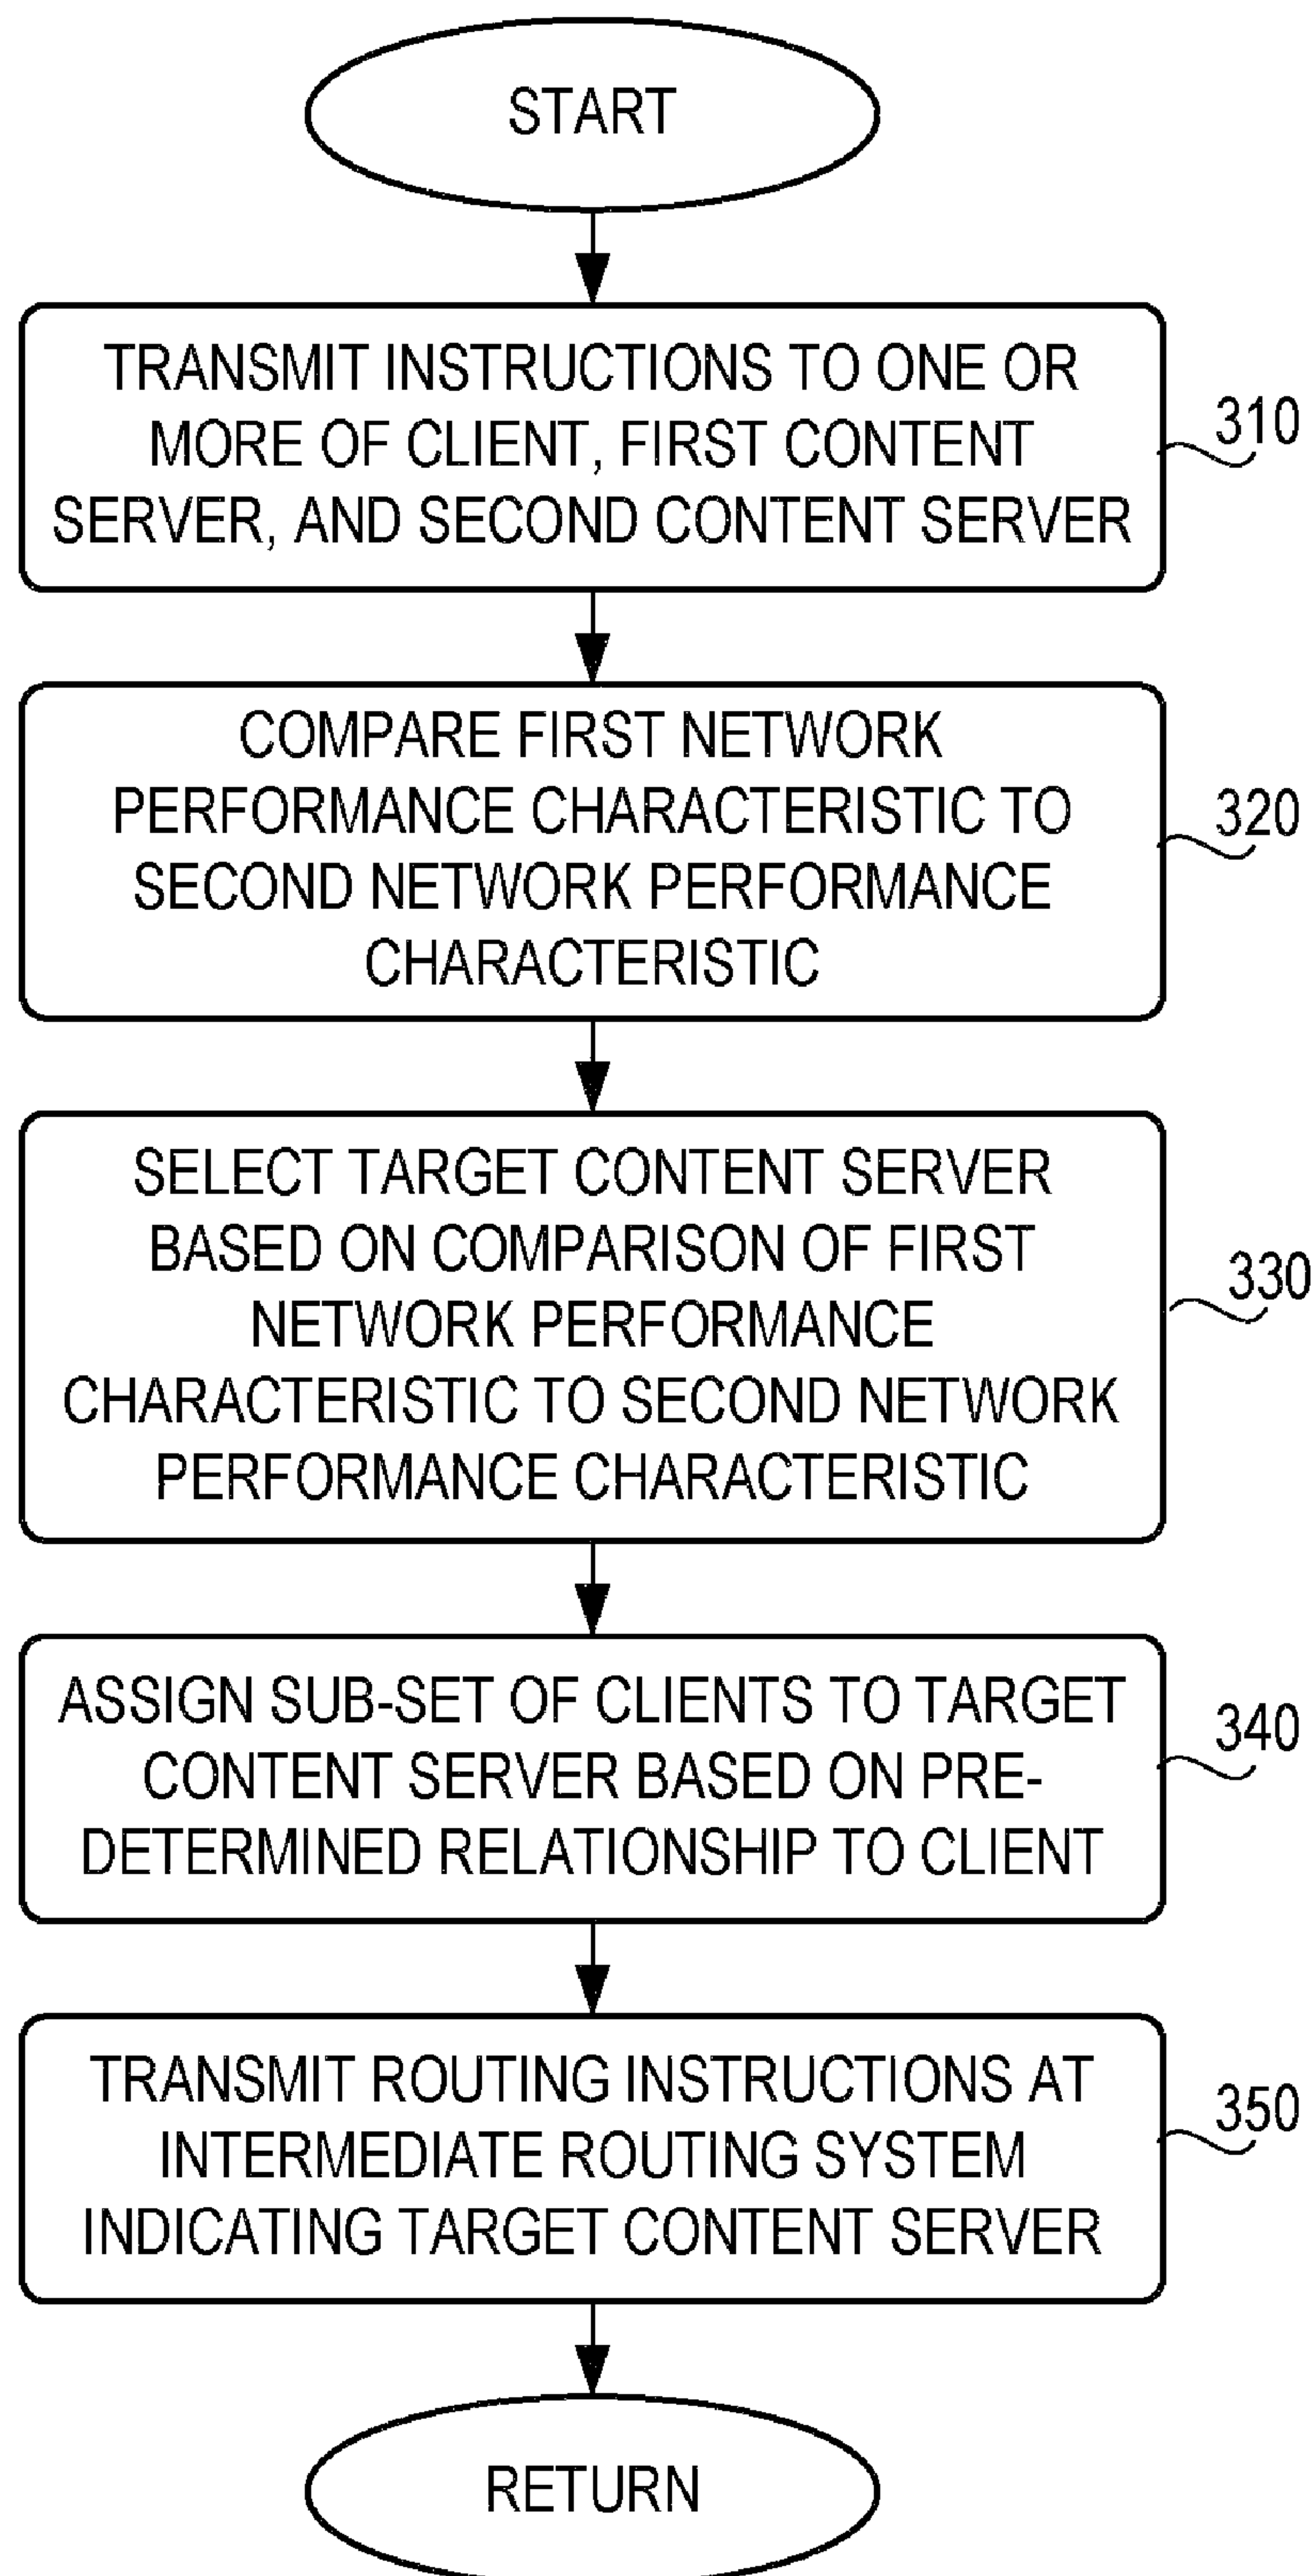 START
TRANSMIT INSTRUCTIONS TO ONE OR
MORE OF CLIENT, FIRST CONTENT
SERVER, AND SECOND CONTENT SERVER
310
COMPARE FIRST NETWORK
PERFORMANCE CHARACTERISTIC TO
SECOND NETWORK PERFORMANCE
CHARACTERISTIC
320
SELECT TARGET CONTENT SERVER
BASED ON COMPARISON OF FIRST
NETWORK PERFORMANCE
CHARACTERISTIC TO SECOND NETWORK
PERFORMANCE CHARACTERISTIC
330
ASSIGN SUB-SET OF CLIENTS TO TARGET
CONTENT SERVER BASED ON PRE-
DETERMINED RELATIONSHIP TO CLIENT
340
TRANSMIT ROUTING INSTRUCTIONS AT
INTERMEDIATE ROUTING SYSTEM
INDICATING TARGET CONTENT SERVER
350
RETURN